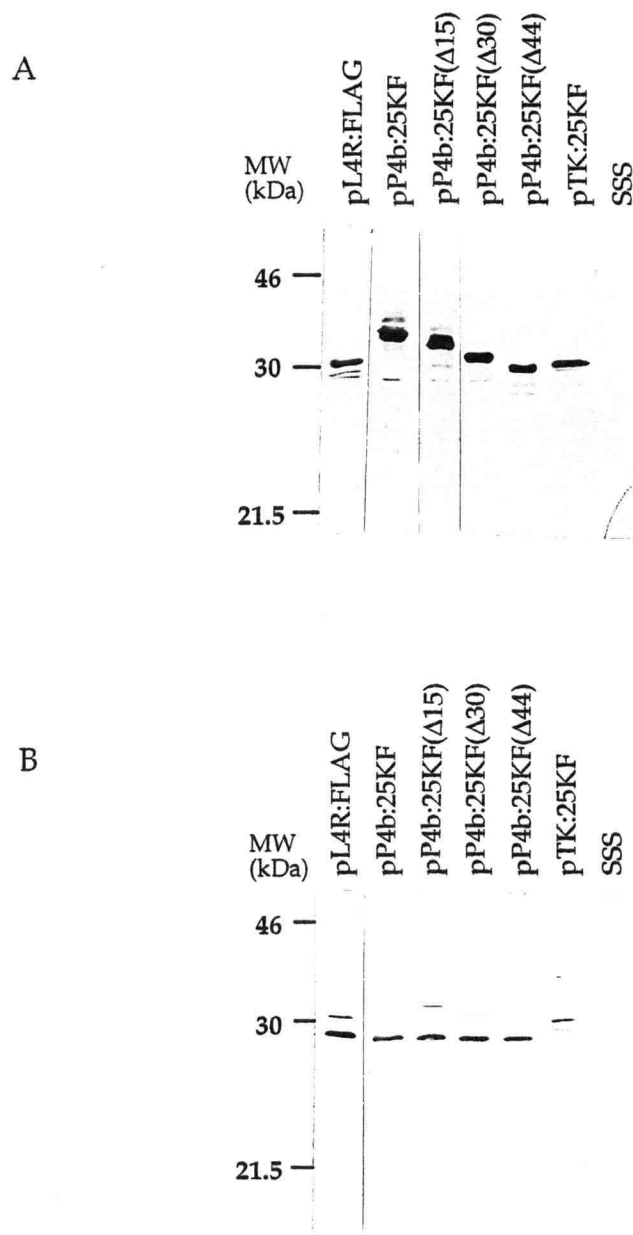 A
MW
(kDa)
pL4R:FLAG
pP4b:25KF
pP4b:25KF(Δ15)
pP4b:25KF(Δ30)
pP4b:25KF(Δ44)
pTK:25KF
SSS
46
30
21.5
B
MW
(kDa)
pL4R:FLAG
pP4b:25KF
pP4b:25KF(Δ15)
pP4b:25KF(Δ30)
pP4b:25KF(Δ44)
pTK:25KF
SSS
46
30
21.5